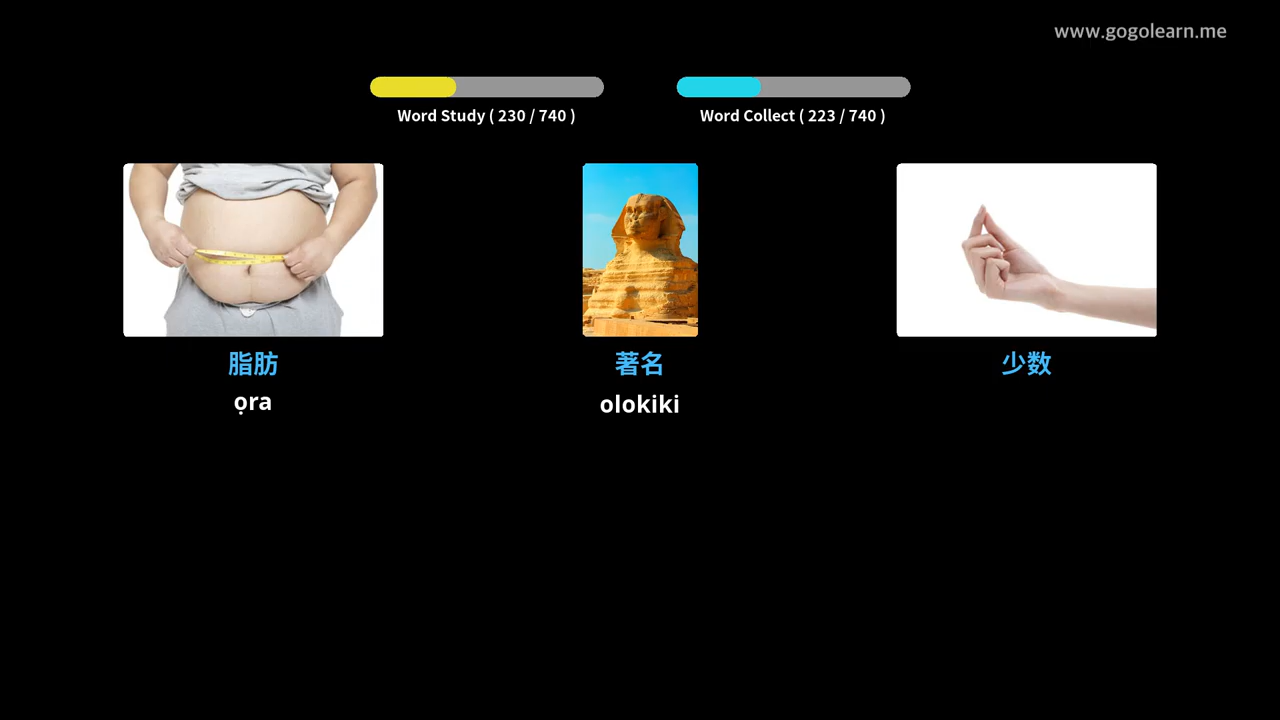 www.gogolearn.me
Word Study ( 230 / 740 )
Word Collect ( 223 / 740 )
脂肪
著名
少数
ọra
olokiki